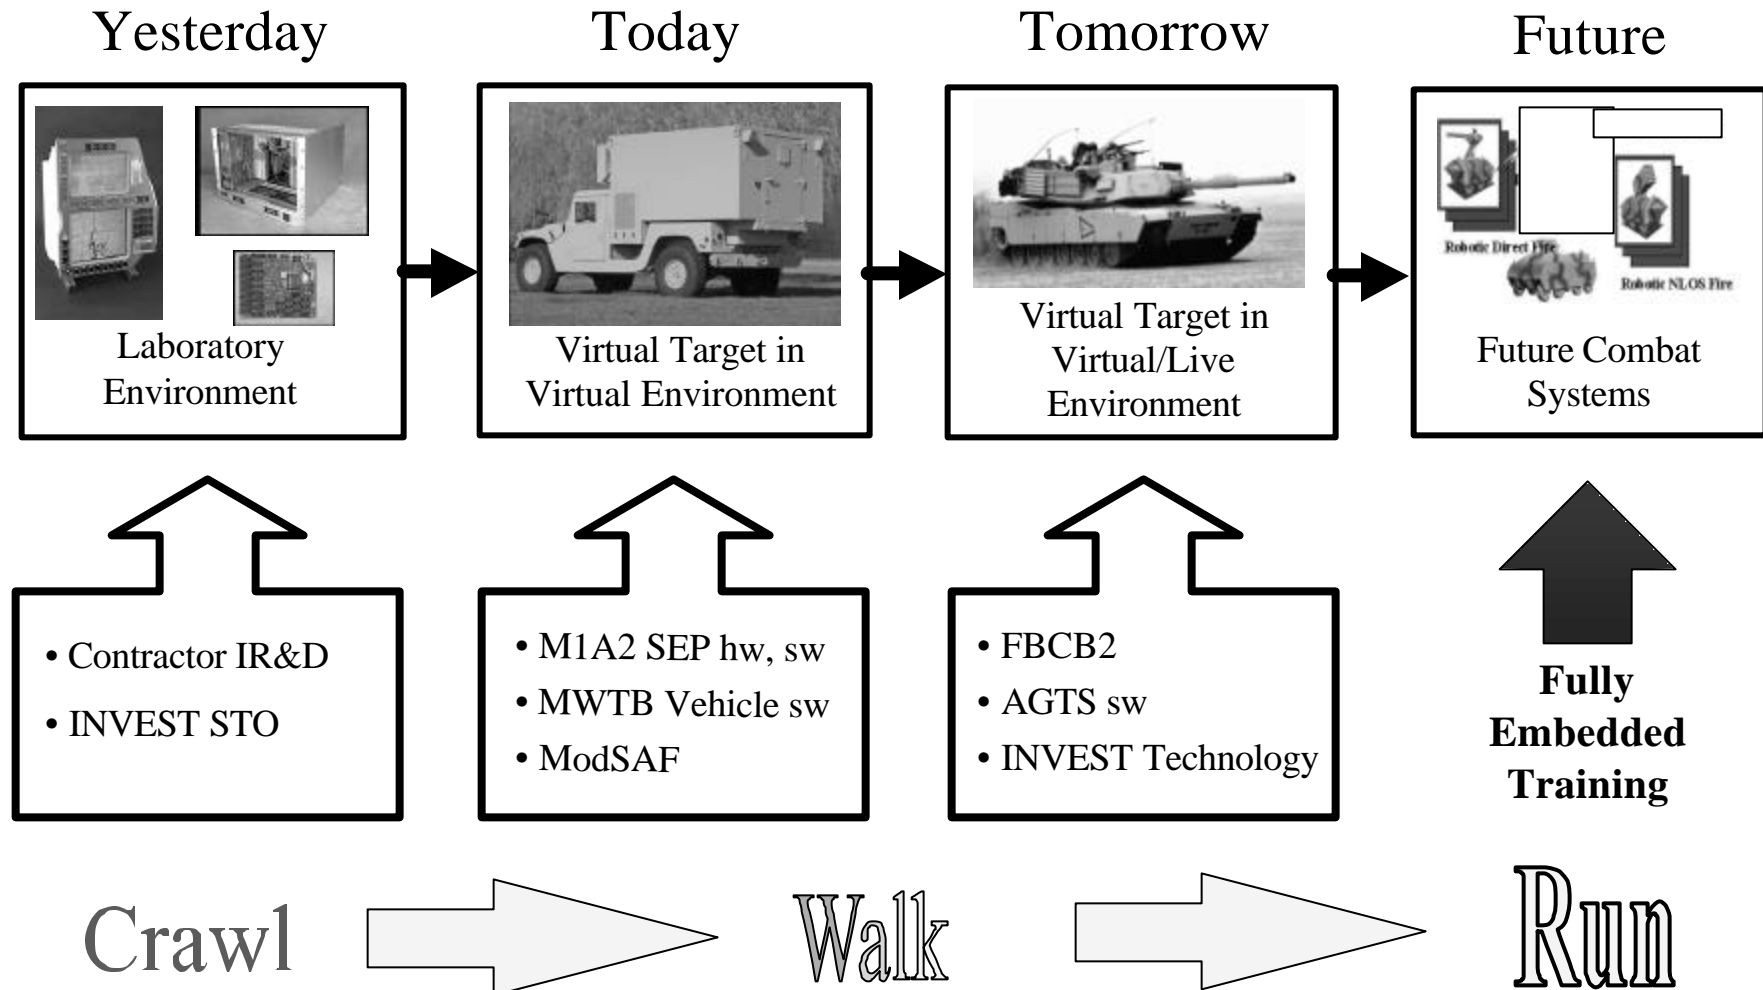 Yesterday
Today
Tomorrow
Future
Laboratory
Environment
Virtual Target in
Virtual Environment
Virtual Target in
Virtual/Live
Environment
Robotic Direct Fire
Robotic NLOS Fire
Future Combat
Systems
• Contractor IR&D
• INVEST STO
• M1A2 SEP hw, sw
• MWTB Vehicle sw
• ModSAF
• FBCB2
• AGTS sw
• INVEST Technology
Fully
Embedded
Training
Crawl
Walk
Run